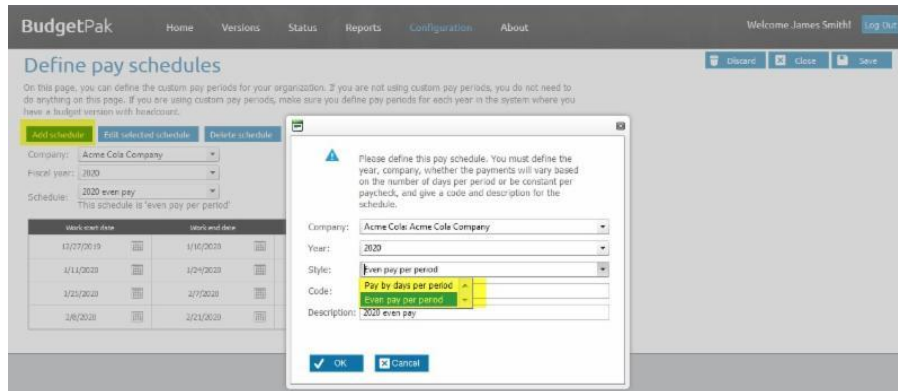 BudgetPak Home Versions Status Reports Configuration About Welcome James Smith! Log Out
Define pay schedules
Discard Close Save
On this page, you can define the custom pay periods for your organization. If you are not using custom pay periods, you do not need to
do anything on this page. If you are using custom pay periods, make sure you define pay periods for each year in the system where you
have a budget version with headcount.
Add schedule Edit selected schedule Delete schedule
Company: Acme Cola Company
Fiscal year: 2020
Schedule: 2020 even pay
This schedule is 'even pay per period'
Work start date Work end date
12/27/2019 1/10/2020
1/11/2020 1/24/2020
1/25/2020 2/7/2020
2/8/2020 2/21/2020
Please define this pay schedule. You must define the
year, company, whether the payments will vary based
on the number of days per period or be constant per
paycheck, and give a code and description for the
schedule.
Company: Acme Cola: Acme Cola Company
Year: 2020
Style: Even pay per period
Pay by days per period
Code:
Even pay per period
Description: 2020 even pay
OK Cancel